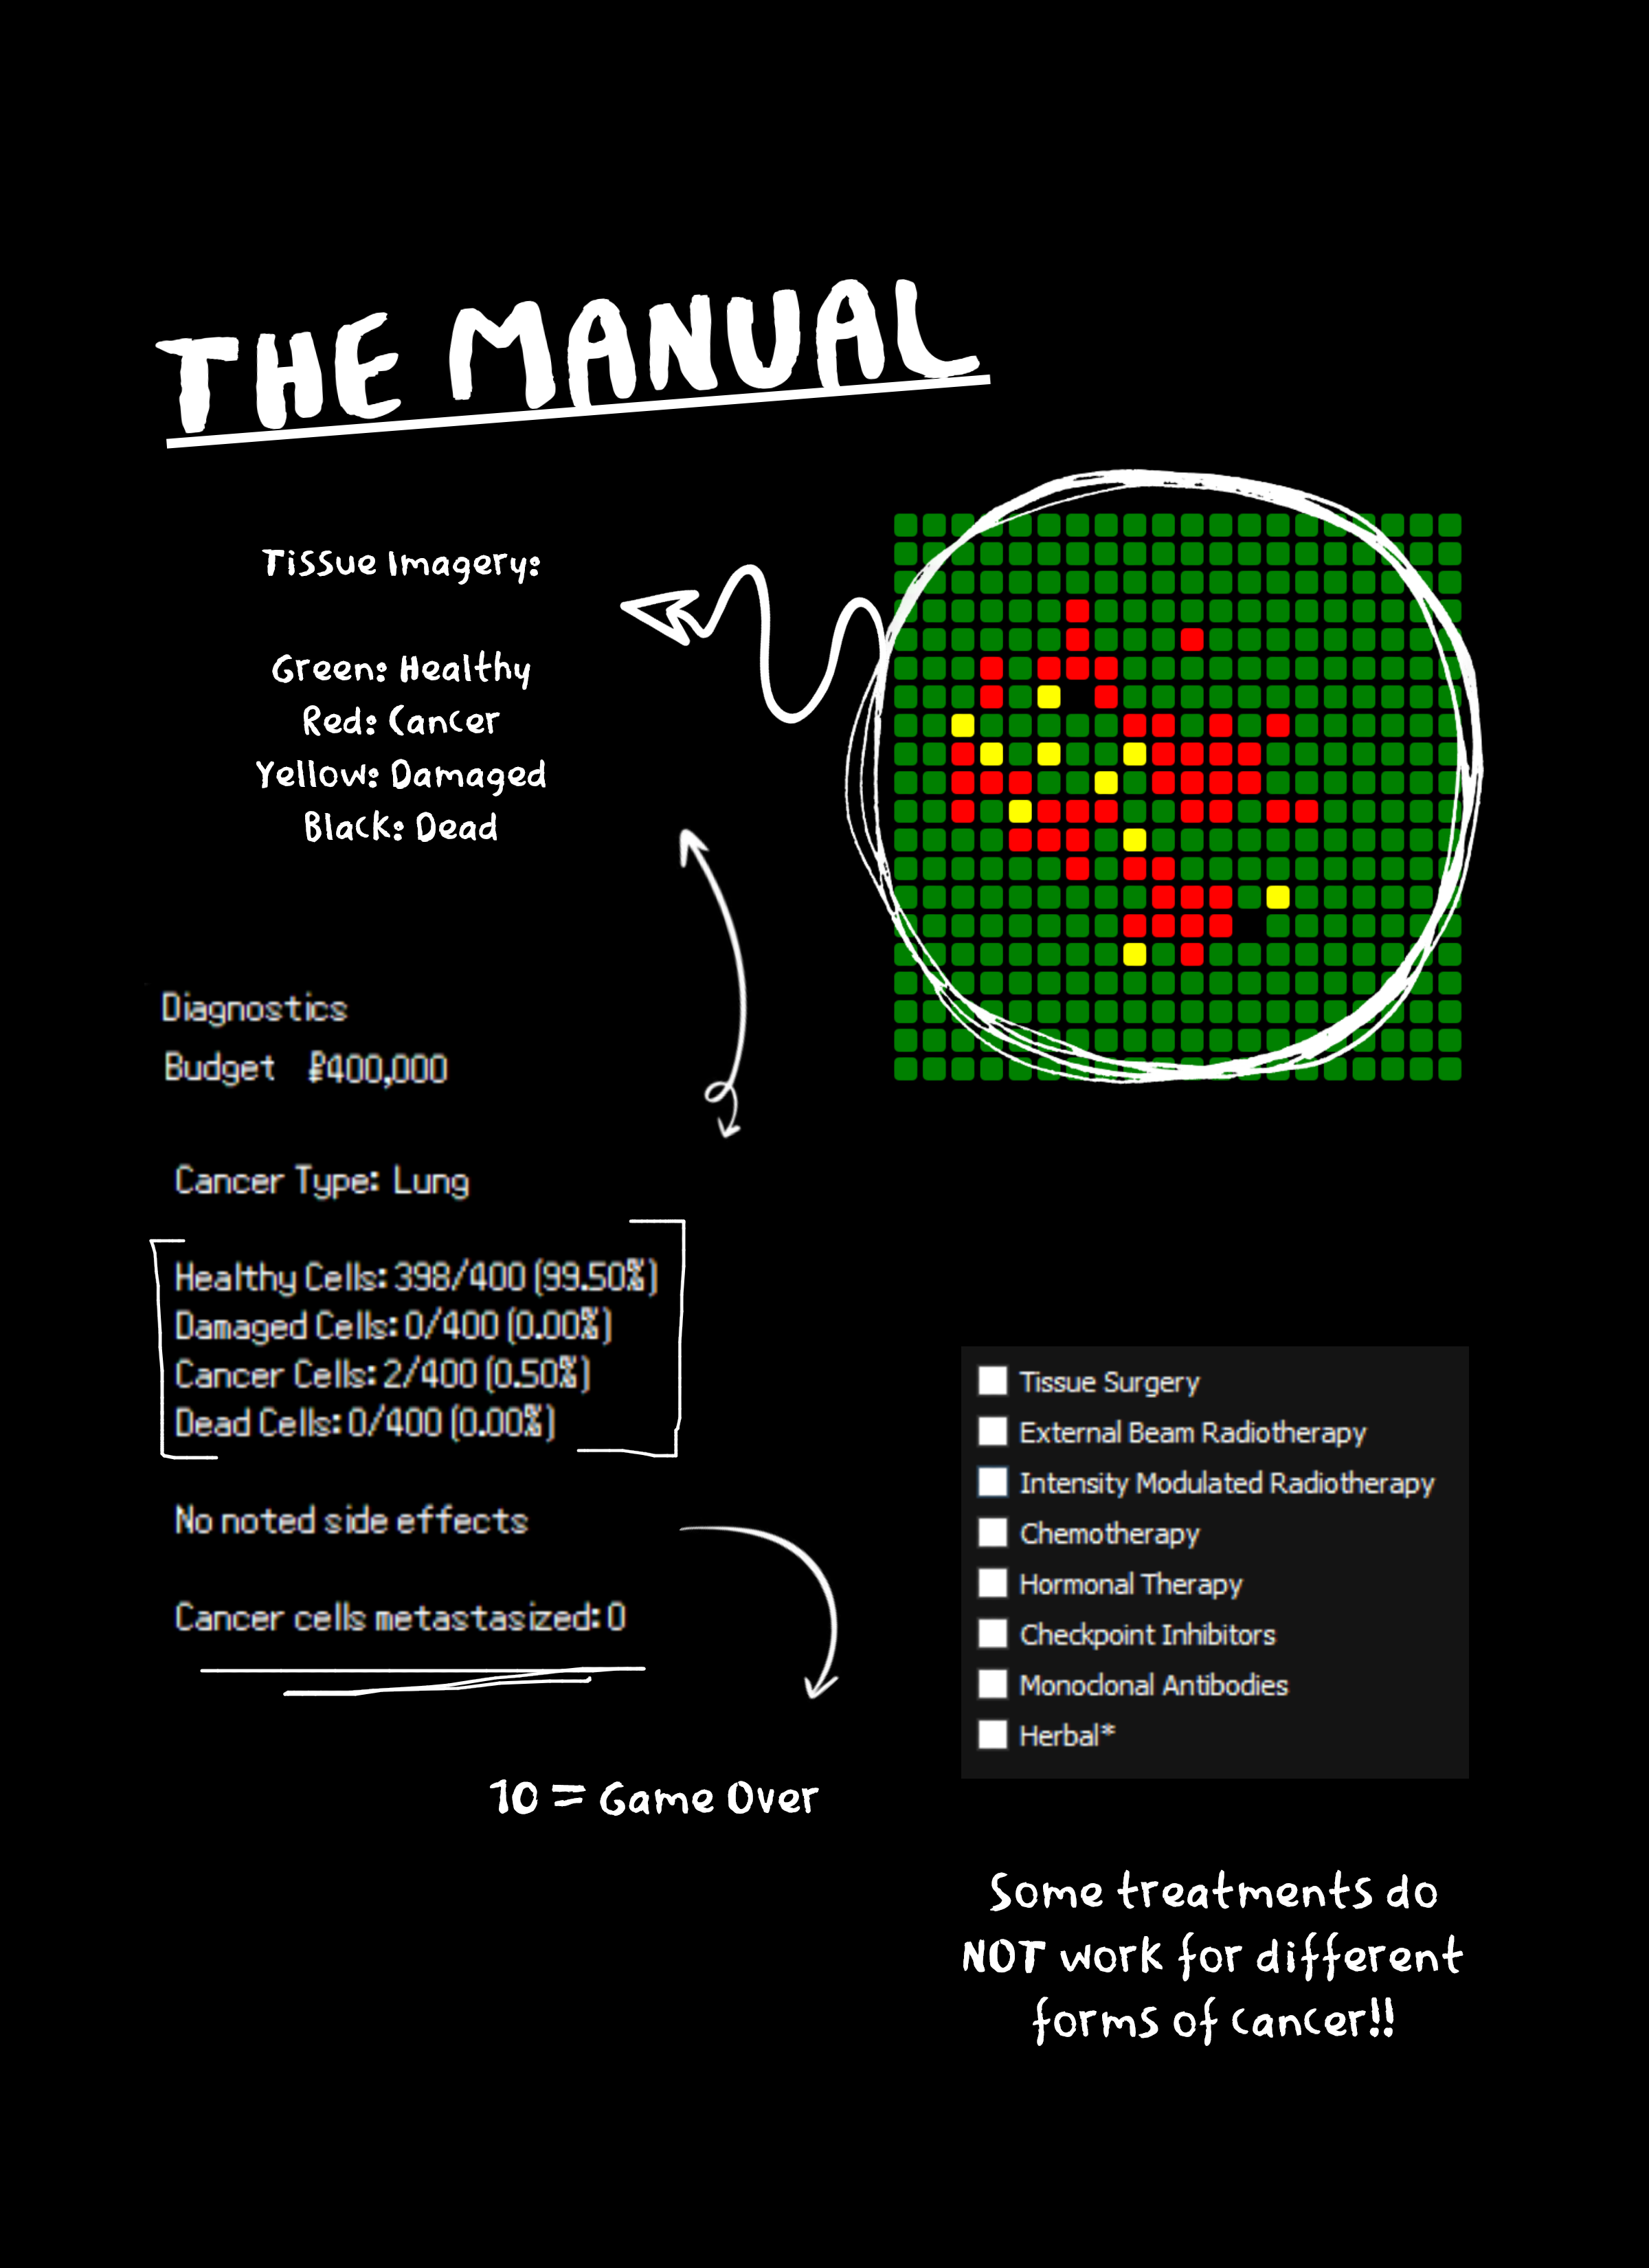 THE MANUAL
Tissue Imagery:
Green: Healthy
Red: Cancer
Yellow: Damaged
Black: Dead
Diagnostics
Budget ₽400,000
Cancer Type: Lung
Healthy Cells: 398/400 (99.50%)
Damaged Cells: 0/400 (0.00%)
Cancer Cells: 2/400 (0.50%)
Dead Cells: 0/400 (0.00%)
No noted side effects
Cancer cells metastasized: 0
10 = Game Over
Tissue Surgery
External Beam Radiotherapy
Intensity Modulated Radiotherapy
Chemotherapy
Hormonal Therapy
Checkpoint Inhibitors
Monoclonal Antibodies
Herbal*
Some treatments do
NOT work for different
forms of cancer!!